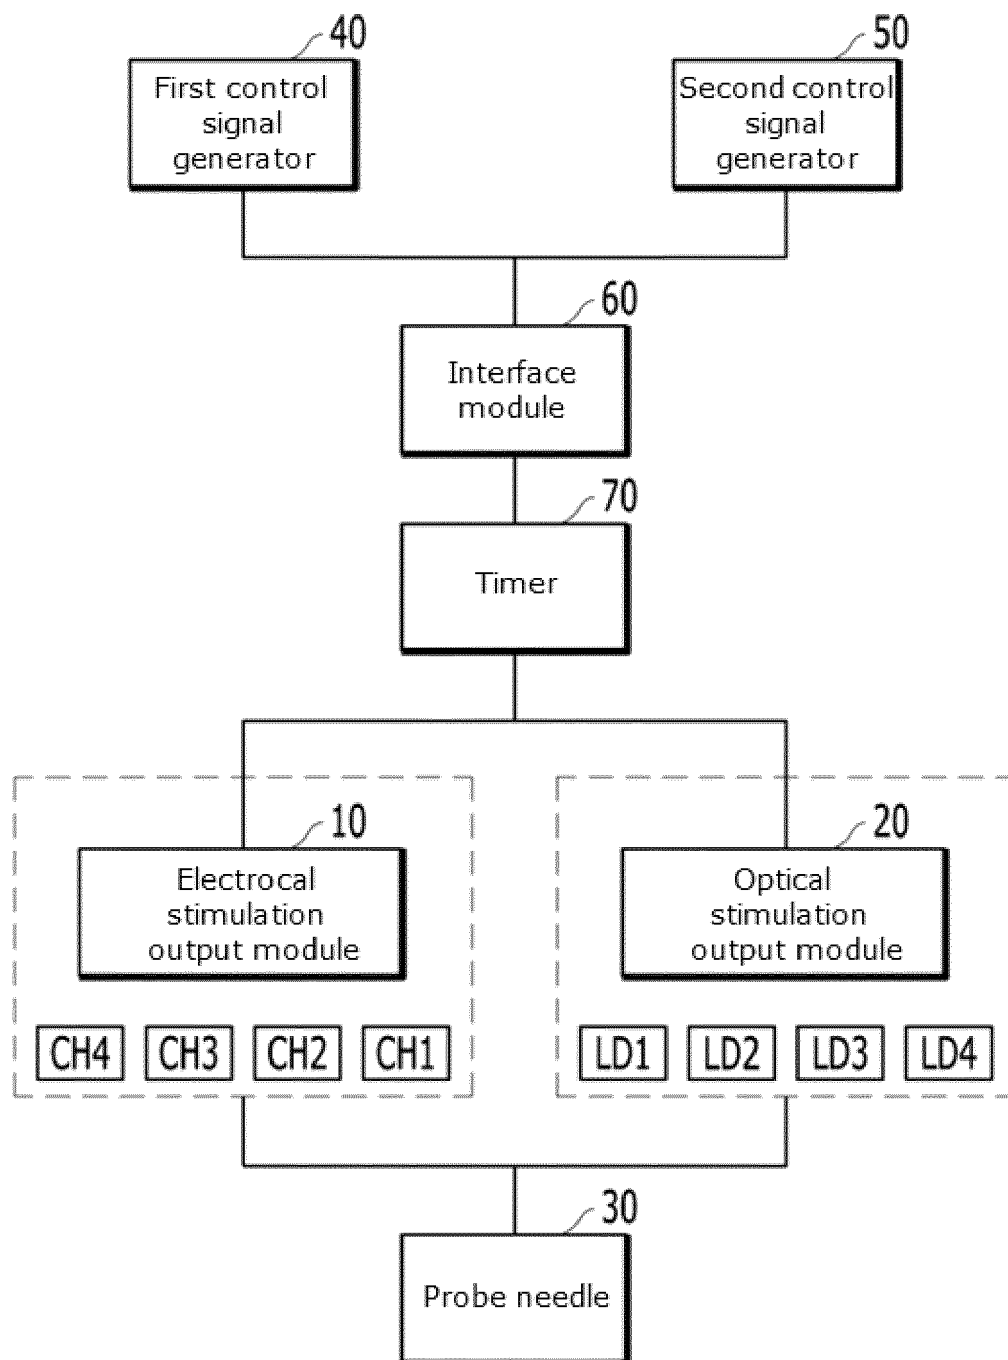 40
First control
signal
generator
50
Second control
signal
generator
60
Interface
module
70
Timer
10
Electrocal
stimulation
output module
20
Optical
stimulation
output module
CH4 CH3 CH2 CH1
LD1 LD2 LD3 LD4
30
Probe needle